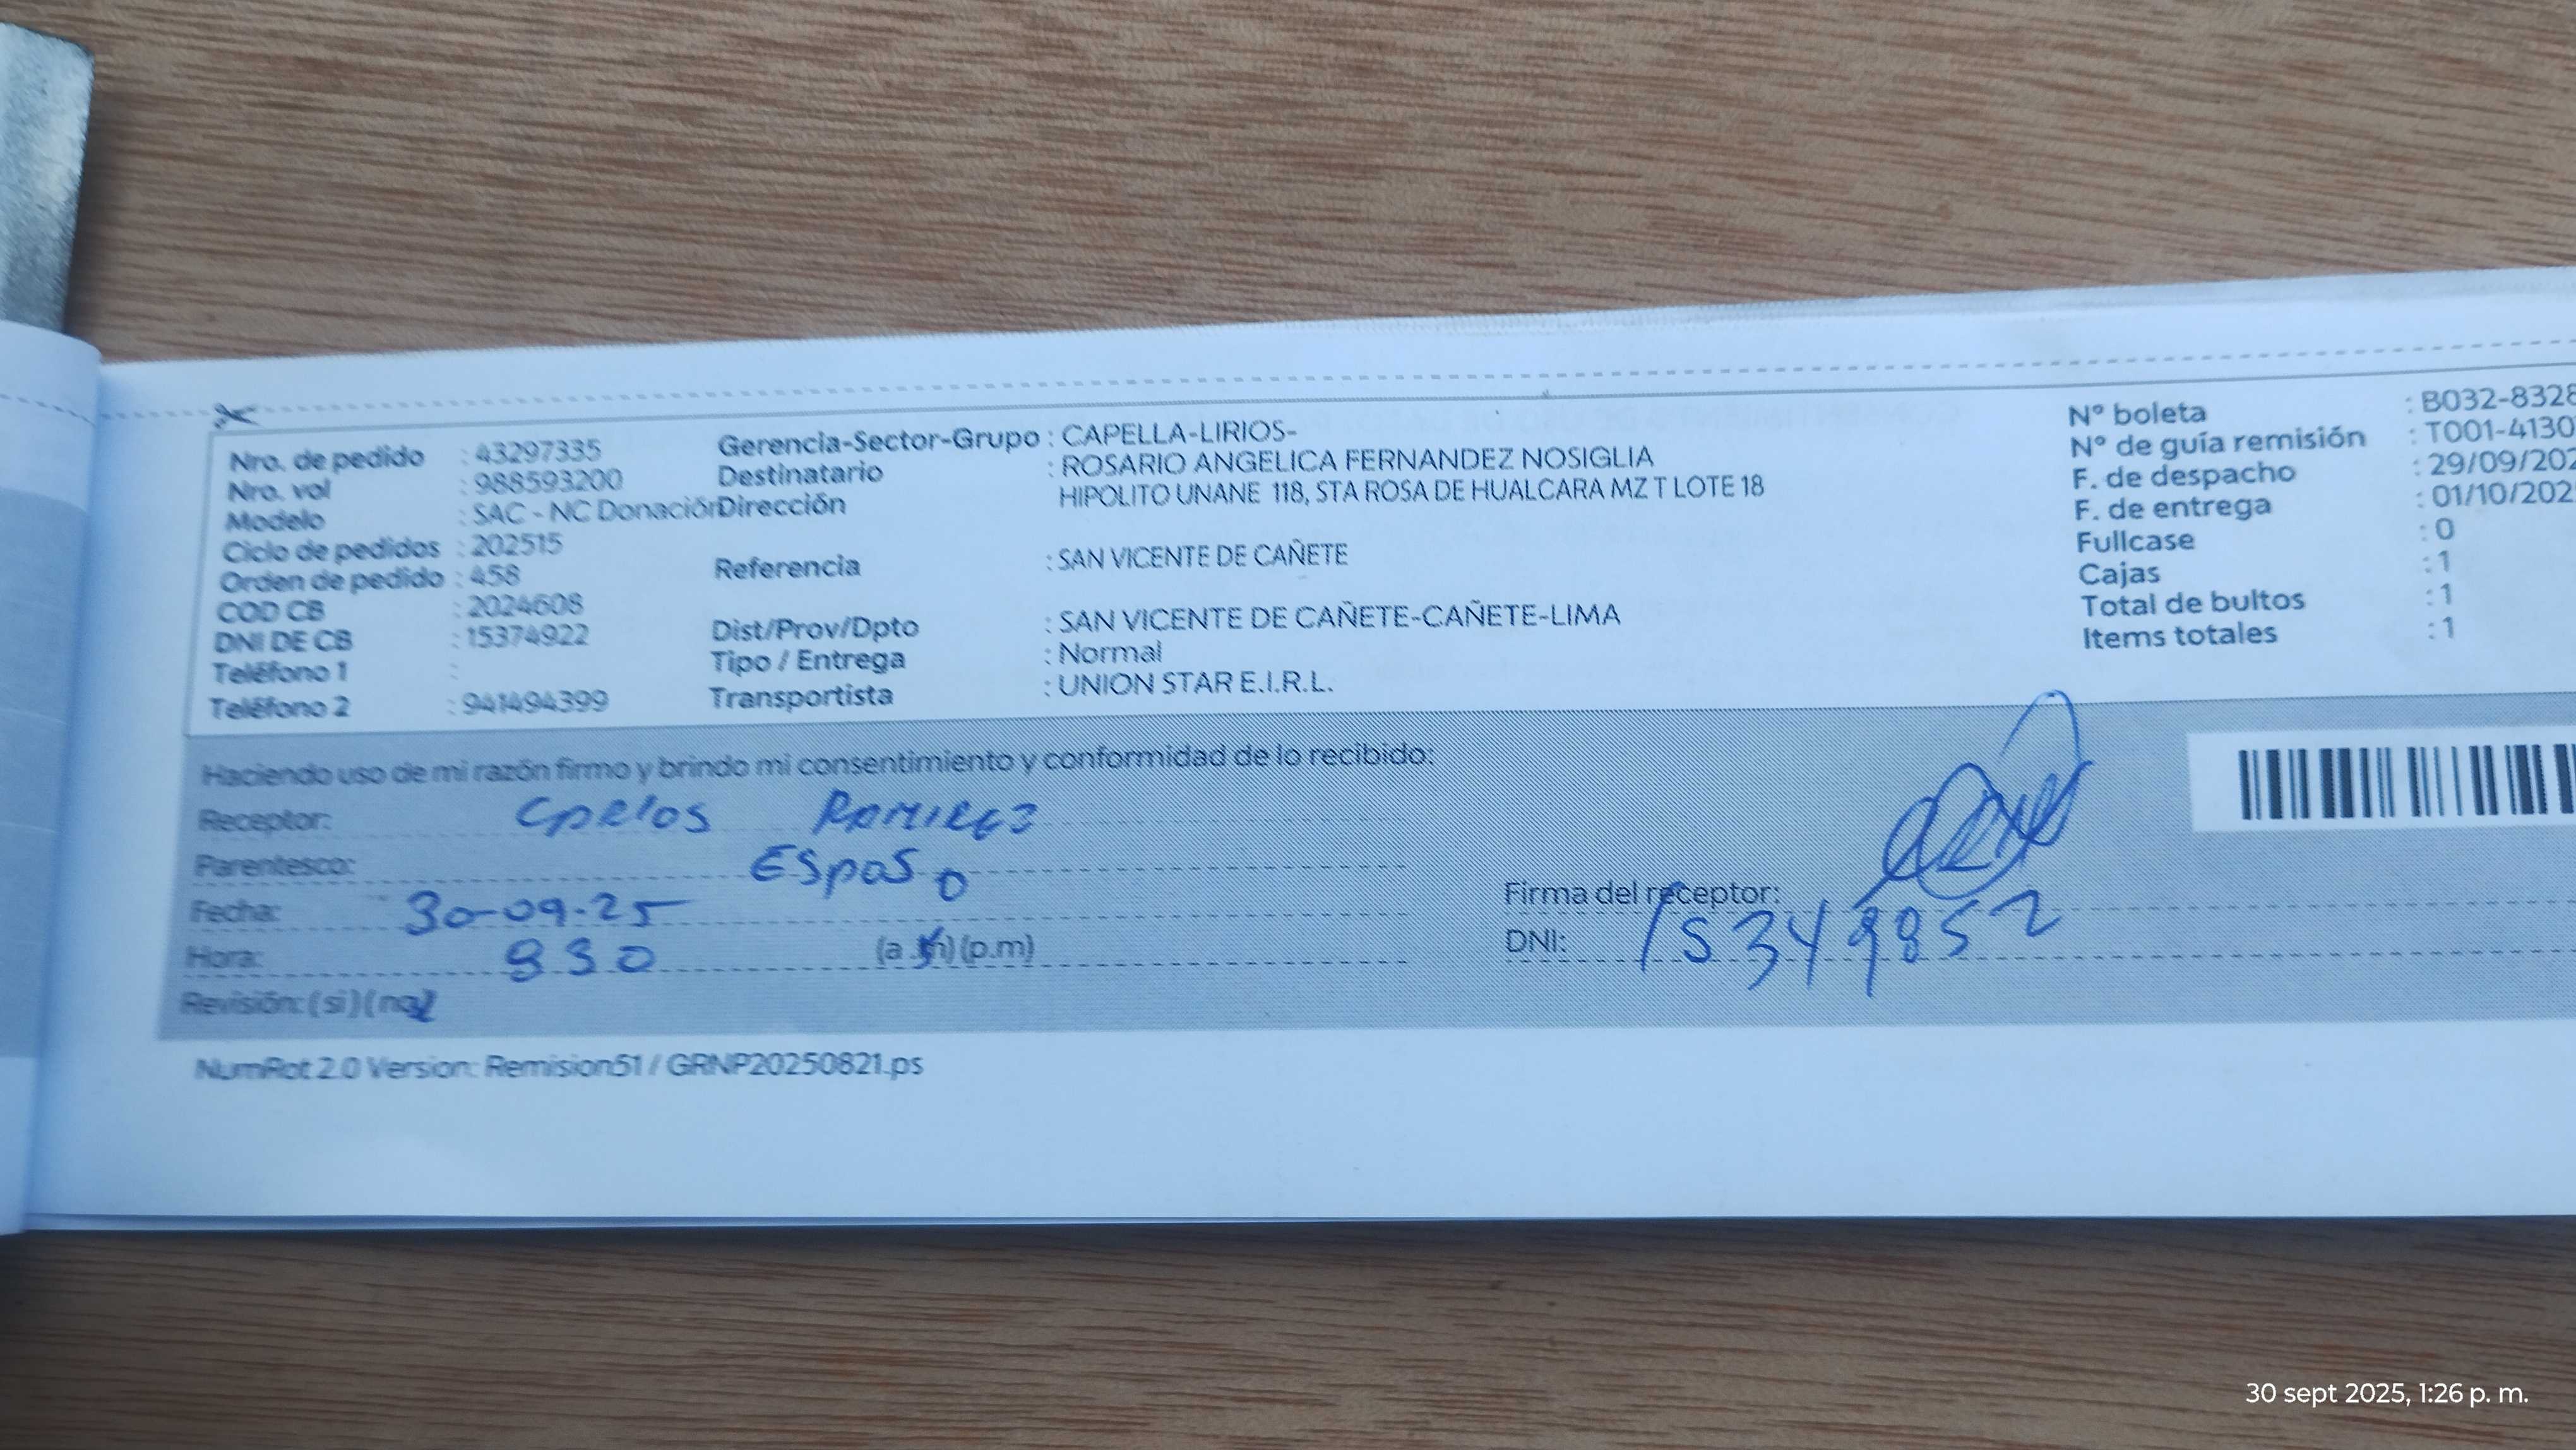 Nro. de pedido : 43297335
Nro. vol : 988593200
Modelo : SAC - NC Donación
Ciclo de pedidos : 202515
Orden de pedido : 458
COD CB : 2024608
DNI DE CB : 15374922
Teléfono 1 :
Teléfono 2 : 941494399
Gerencia-Sector-Grupo : CAPELLA-LIRIOS-
Destinatario : ROSARIO ANGELICA FERNANDEZ NOSIGLIA
Dirección HIPOLITO UNANE 118, STA ROSA DE HUALCARA MZ T LOTE 18
Referencia : SAN VICENTE DE CAÑETE
Dist/Prov/Dpto : SAN VICENTE DE CAÑETE-CAÑETE-LIMA
Tipo / Entrega : Normal
Transportista : UNION STAR E.I.R.L.
N° boleta : B032-8328
N° de guía remisión : T001-4130
F. de despacho : 29/09/202
F. de entrega : 01/10/202
Fullcase : 0
Cajas : 1
Total de bultos : 1
Items totales : 1
Haciendo uso de mi razón firmo y brindo mi consentimiento y conformidad de lo recibido:
Receptor: Carlos Ramirez
Parentesco: Esposo
Fecha: 30-09-25
Hora: 830 (a.m) (p.m)
Revisión: (si) (no)
Firma del receptor:
DNI: 15349852
NumRot 2.0 Version: Remision51 / GRNP20250821.ps
30 sept 2025, 1:26 p. m.